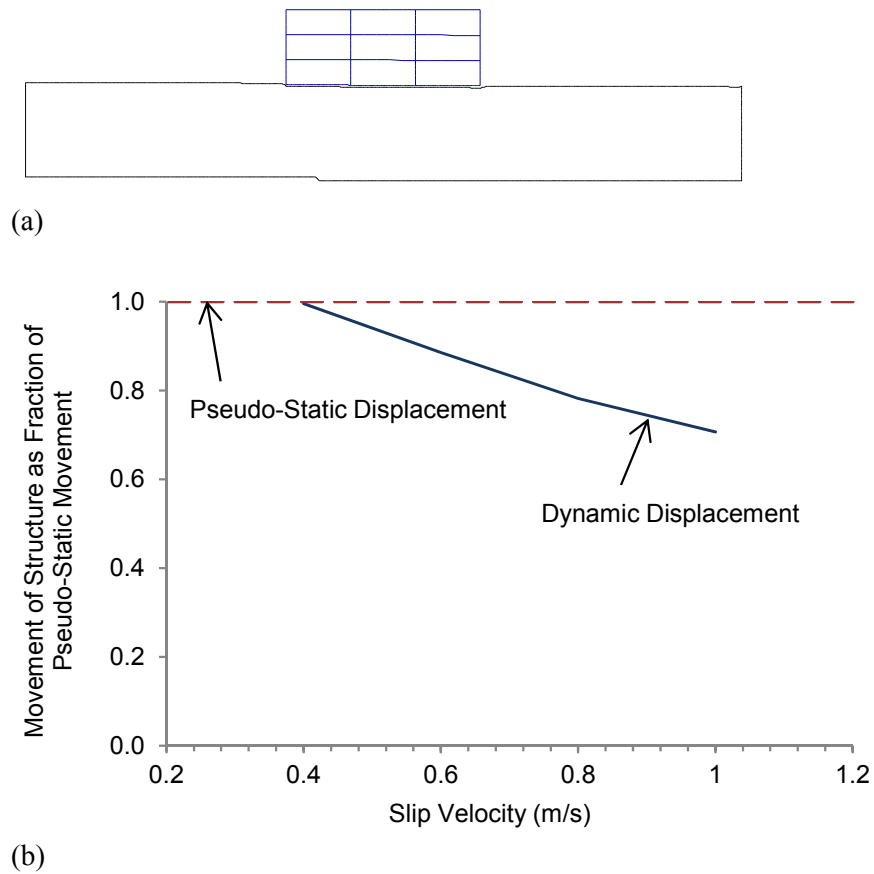 (a)
Movement of Structure as Fraction of
Pseudo-Static Movement
1.0
0.8
0.6
0.4
0.2
0.0
Pseudo-Static Displacement
Dynamic Displacement
0.2 0.4 0.6 0.8 1 1.2
Slip Velocity (m/s)
(b)